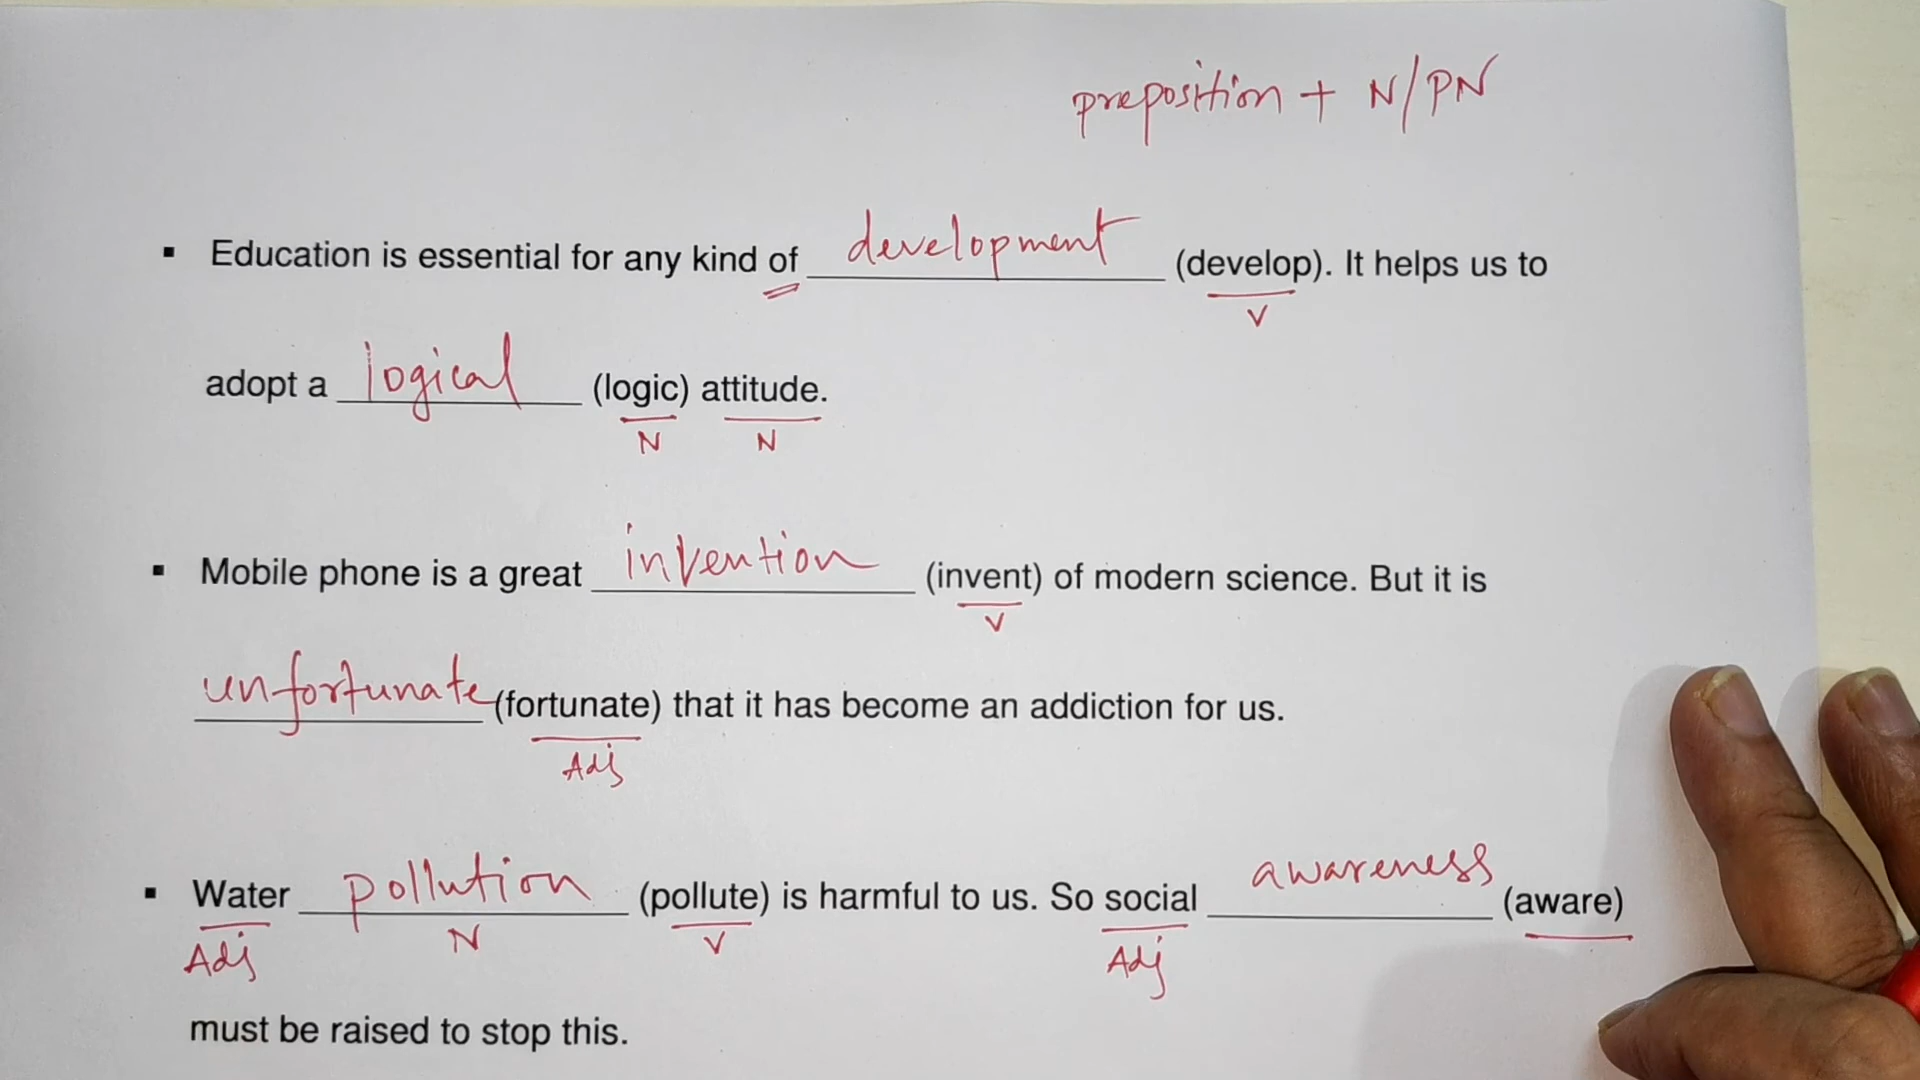 preposition + N/PN
▪ Education is essential for any kind of development (develop). It helps us to
V
adopt a logical (logic) attitude.
N N
▪ Mobile phone is a great invention (invent) of modern science. But it is
V
unfortunate (fortunate) that it has become an addiction for us.
Adj
▪ Water pollution (pollute) is harmful to us. So social awareness (aware)
Adj N V Adj
must be raised to stop this.